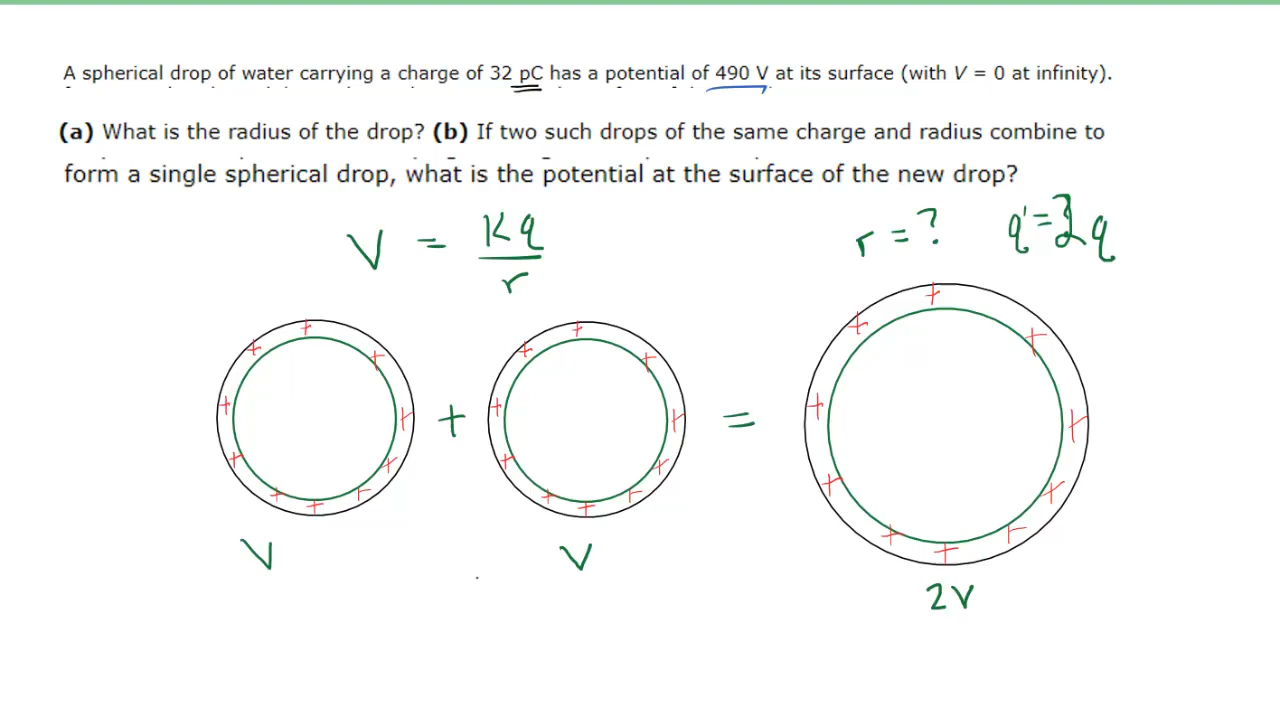 A spherical drop of water carrying a charge of 32 pC has a potential of 490 V at its surface (with V = 0 at infinity).
(a) What is the radius of the drop? (b) If two such drops of the same charge and radius combine to
form a single spherical drop, what is the potential at the surface of the new drop?
V = Kq / r
r = ?
q' = 2q
+ =
V V 2V